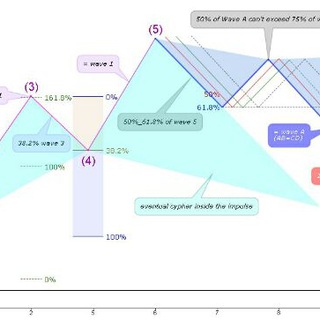 50% of Wave A can't exceed 75% of w
(5)
= wave 1
(3)
161.8%
0%
50%
61.8%
50%_61.8% of wave 5
38.2% wave 3
(4)
38.2%
= wave A
(AB=CD)
100%
eventual cypher inside the impulse
100%
0%
2
4
5
6
7
8